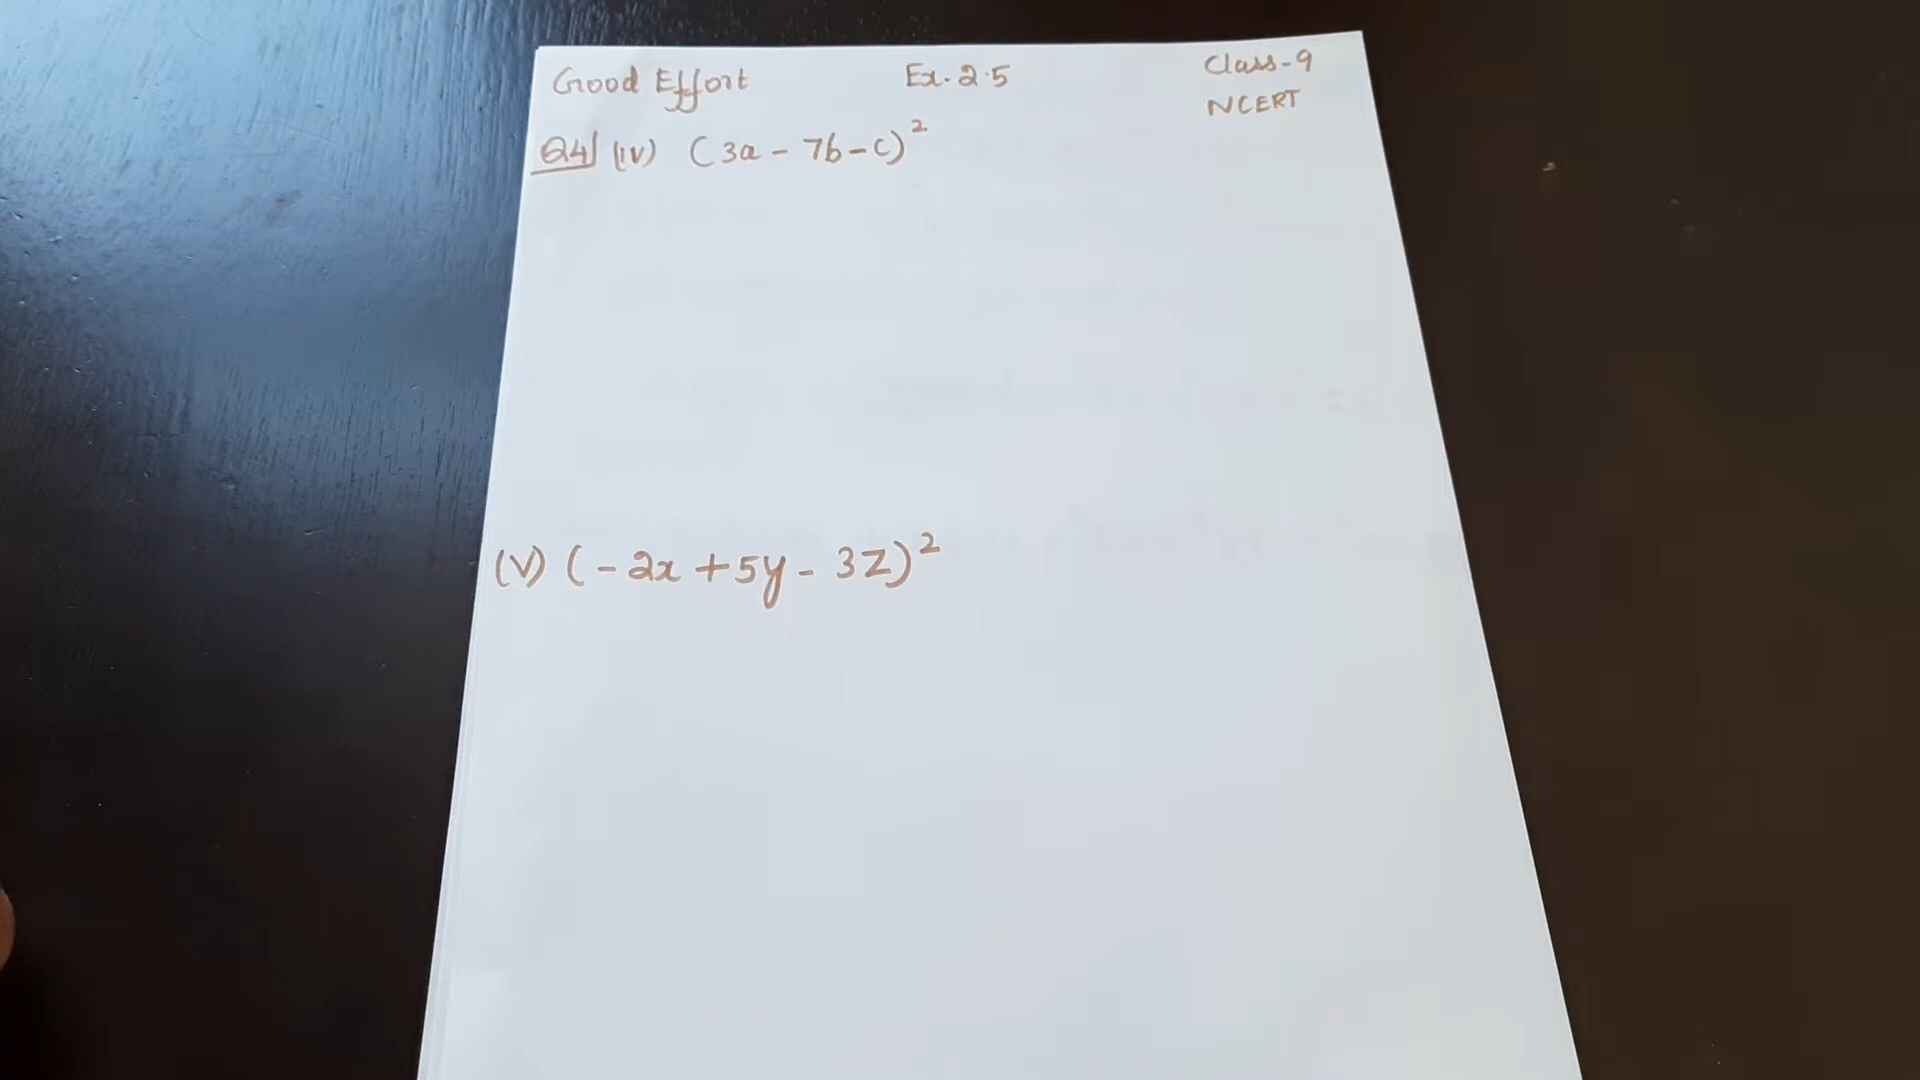 Good Effort Ex. 2.5 Class-9
NCERT
Q4) (iv) (3a - 7b - c)²
(v) (-2x + 5y - 3z)²